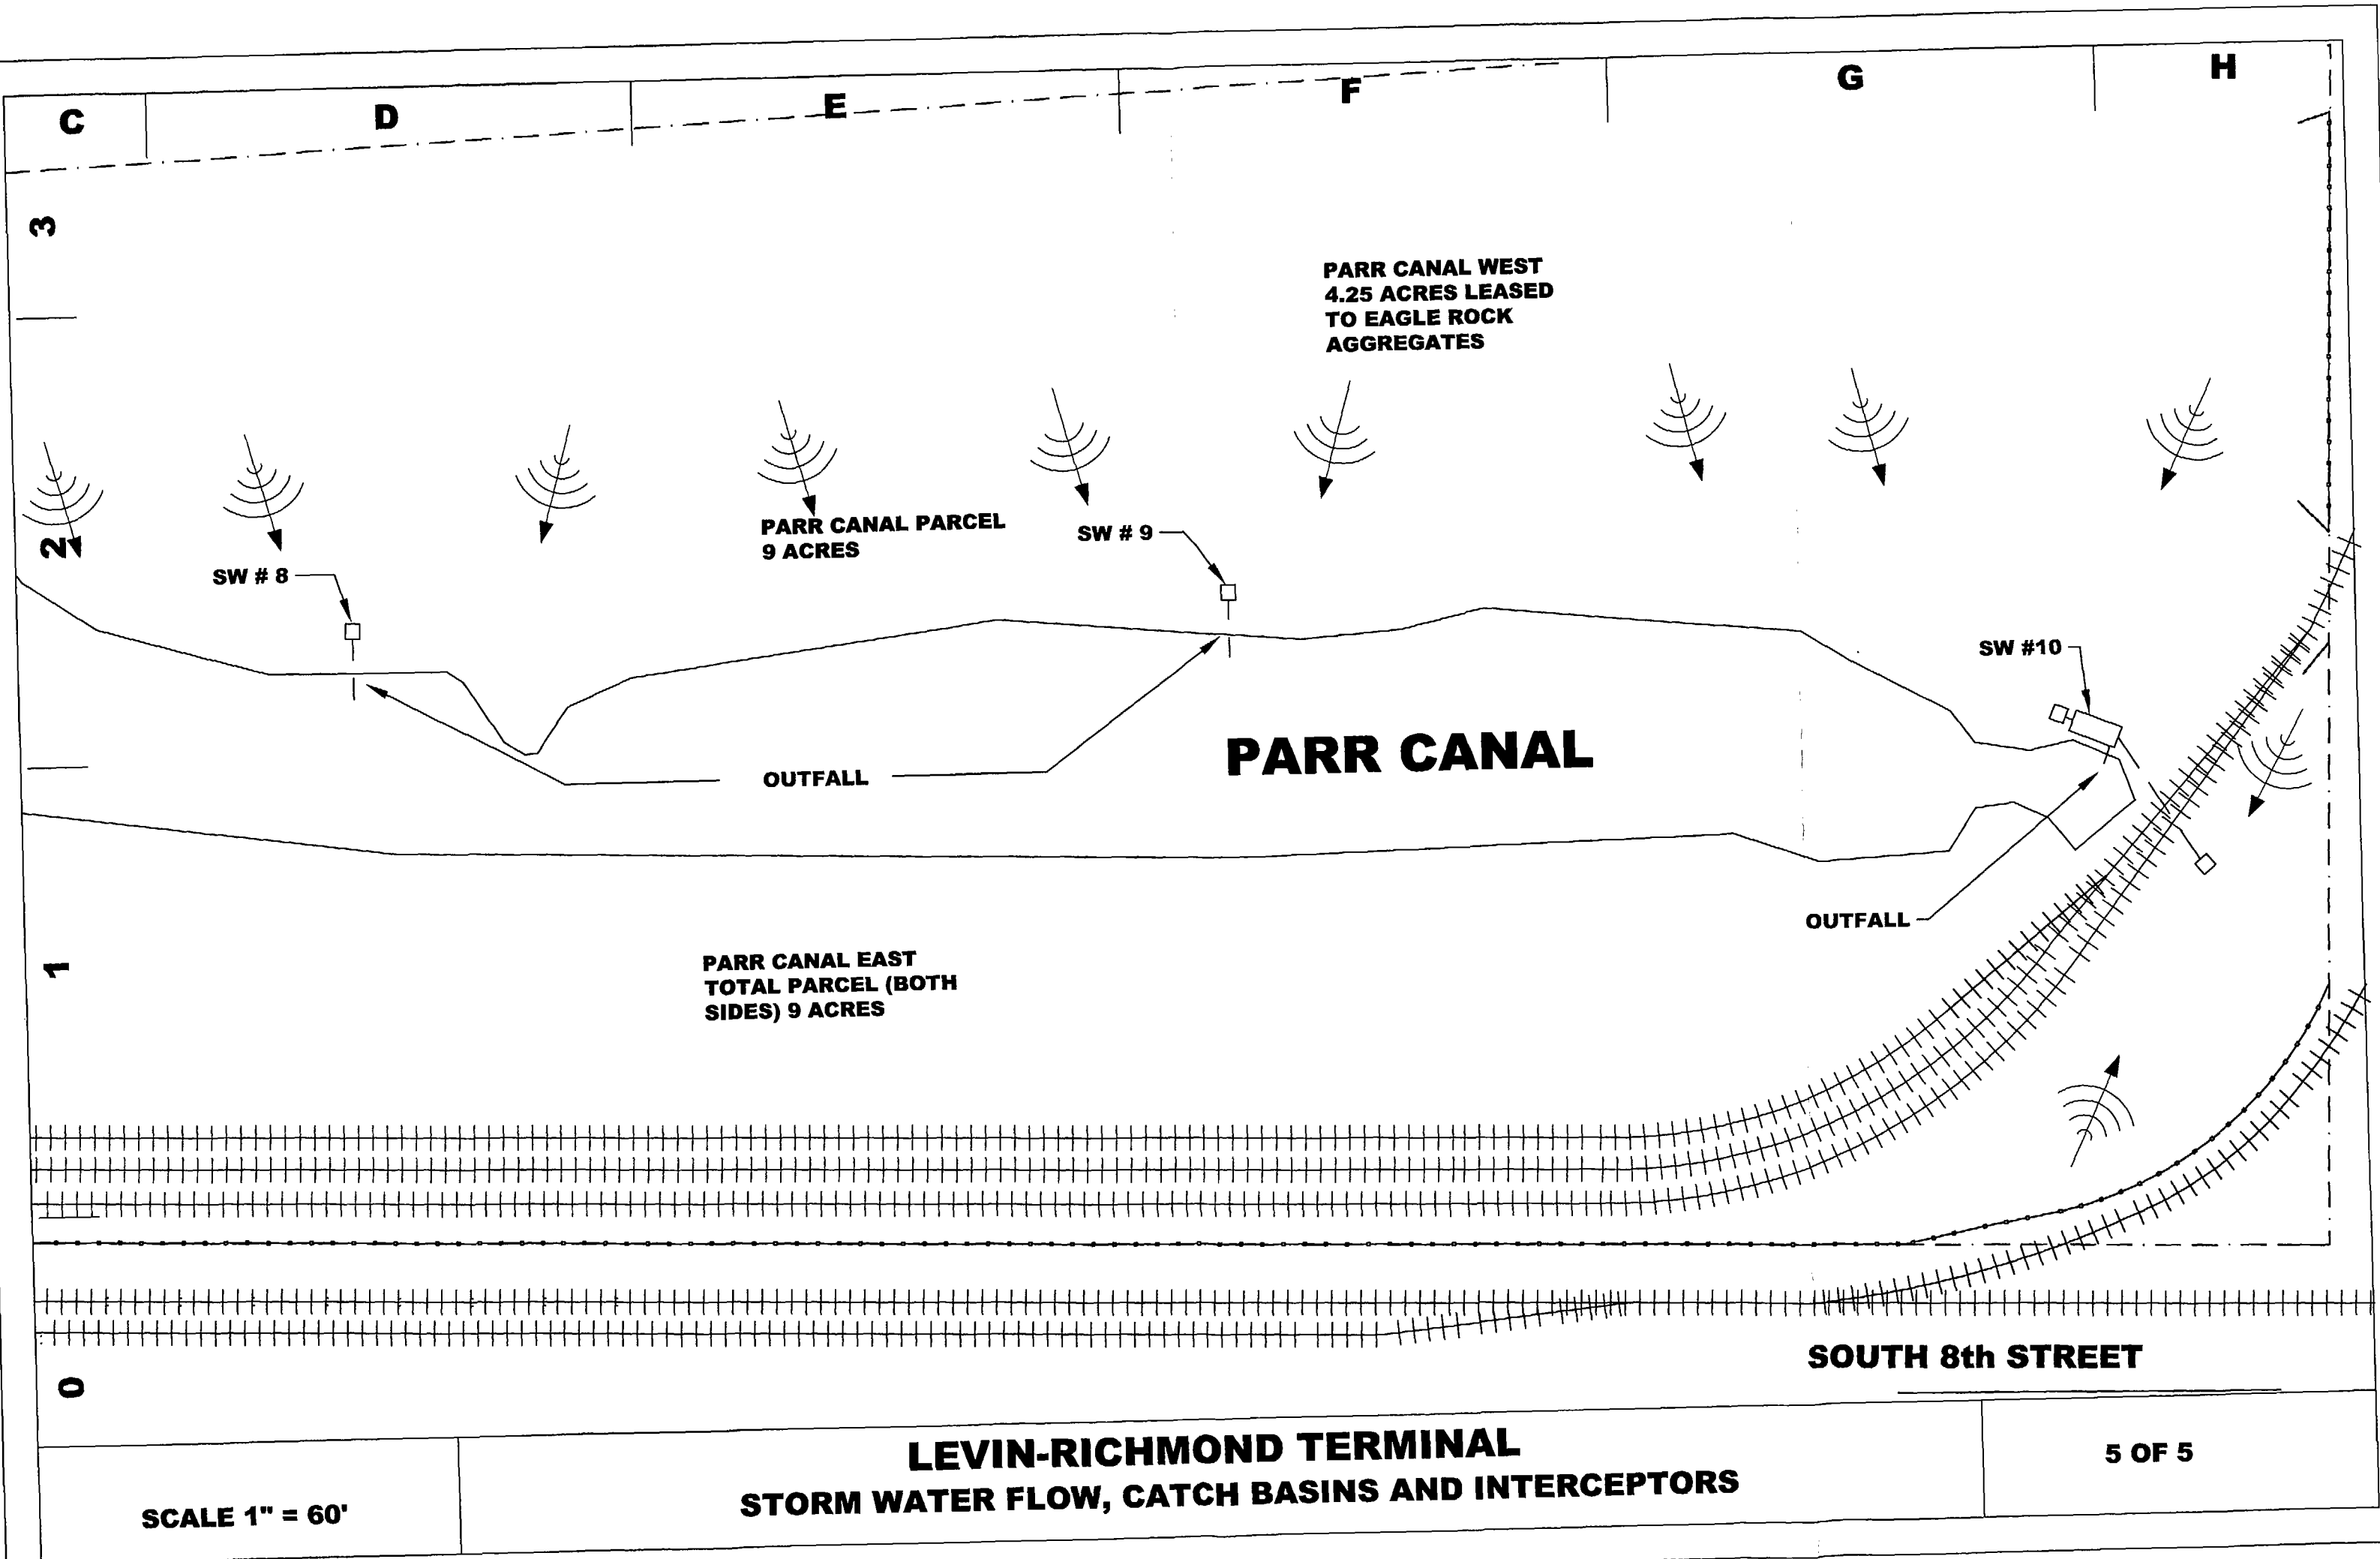 C
D
E
F
G
H
3
PARR CANAL WEST
4.25 ACRES LEASED
TO EAGLE ROCK
AGGREGATES
2
PARR CANAL PARCEL
9 ACRES
SW # 9
SW # 8
SW #10
PARR CANAL
OUTFALL
OUTFALL
1
PARR CANAL EAST
TOTAL PARCEL (BOTH
SIDES) 9 ACRES
0
SOUTH 8th STREET
LEVIN-RICHMOND TERMINAL
STORM WATER FLOW, CATCH BASINS AND INTERCEPTORS
5 OF 5
SCALE 1" = 60'